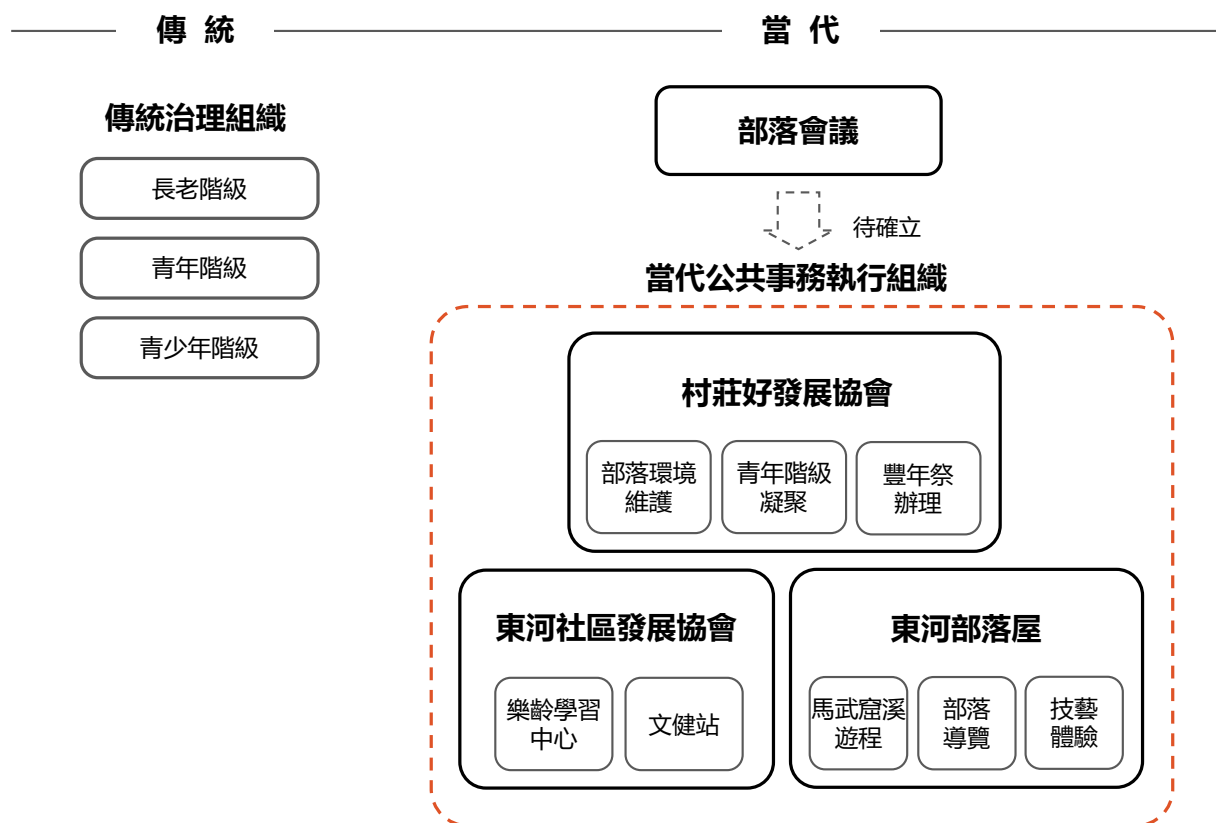 傳統
當代
傳統治理組織
長老階級
青年階級
青少年階級
部落會議
待確立
當代公共事務執行組織
村莊好發展協會
部落環境
維護
青年階級
凝聚
豐年祭
辦理
東河社區發展協會
樂齡學習
中心
文健站
東河部落屋
馬武窟溪
遊程
部落
導覽
技藝
體驗